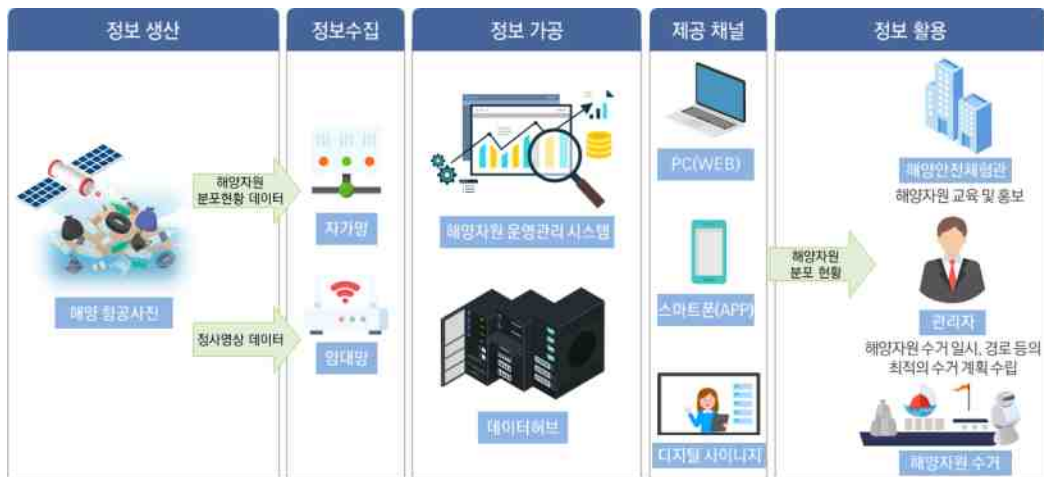 정보 생산
정보수집
정보 가공
제공 채널
정보 활용
해양자원
분포현황 데이터
정사영상 데이터
해양 항공사진
자가망
임대망
해양자원 운영관리 시스템
데이터허브
PC(WEB)
스마트폰(APP)
디지털 사이니지
해양자원
분포 현황
해양안전체험관
해양자원 교육 및 홍보
관리자
해양자원 수거 일시, 경로 등의
최적의 수거 계획 수립
해양자원 수거